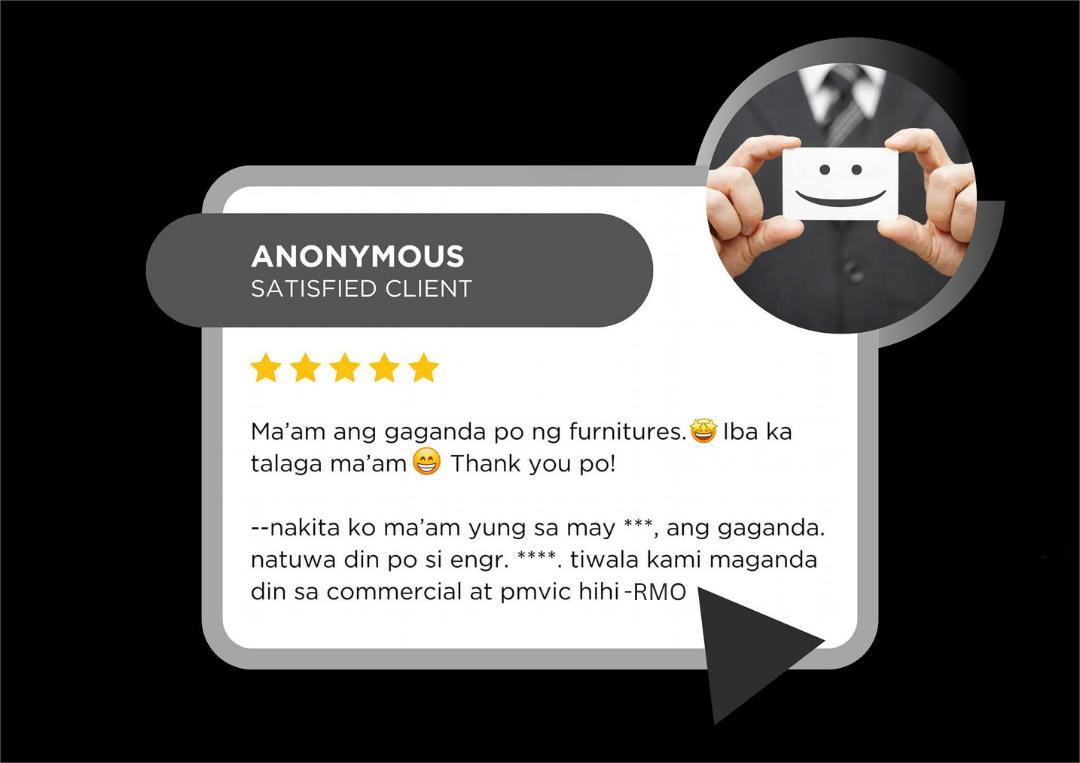 ANONYMOUS
SATISFIED CLIENT
Ma’am ang gaganda po ng furnitures.🤩 Iba ka
talaga ma’am😁 Thank you po!
--nakita ko ma’am yung sa may ***, ang gaganda.
natuwa din po si engr. ****. tiwala kami maganda
din sa commercial at pmvic hihi -RMO